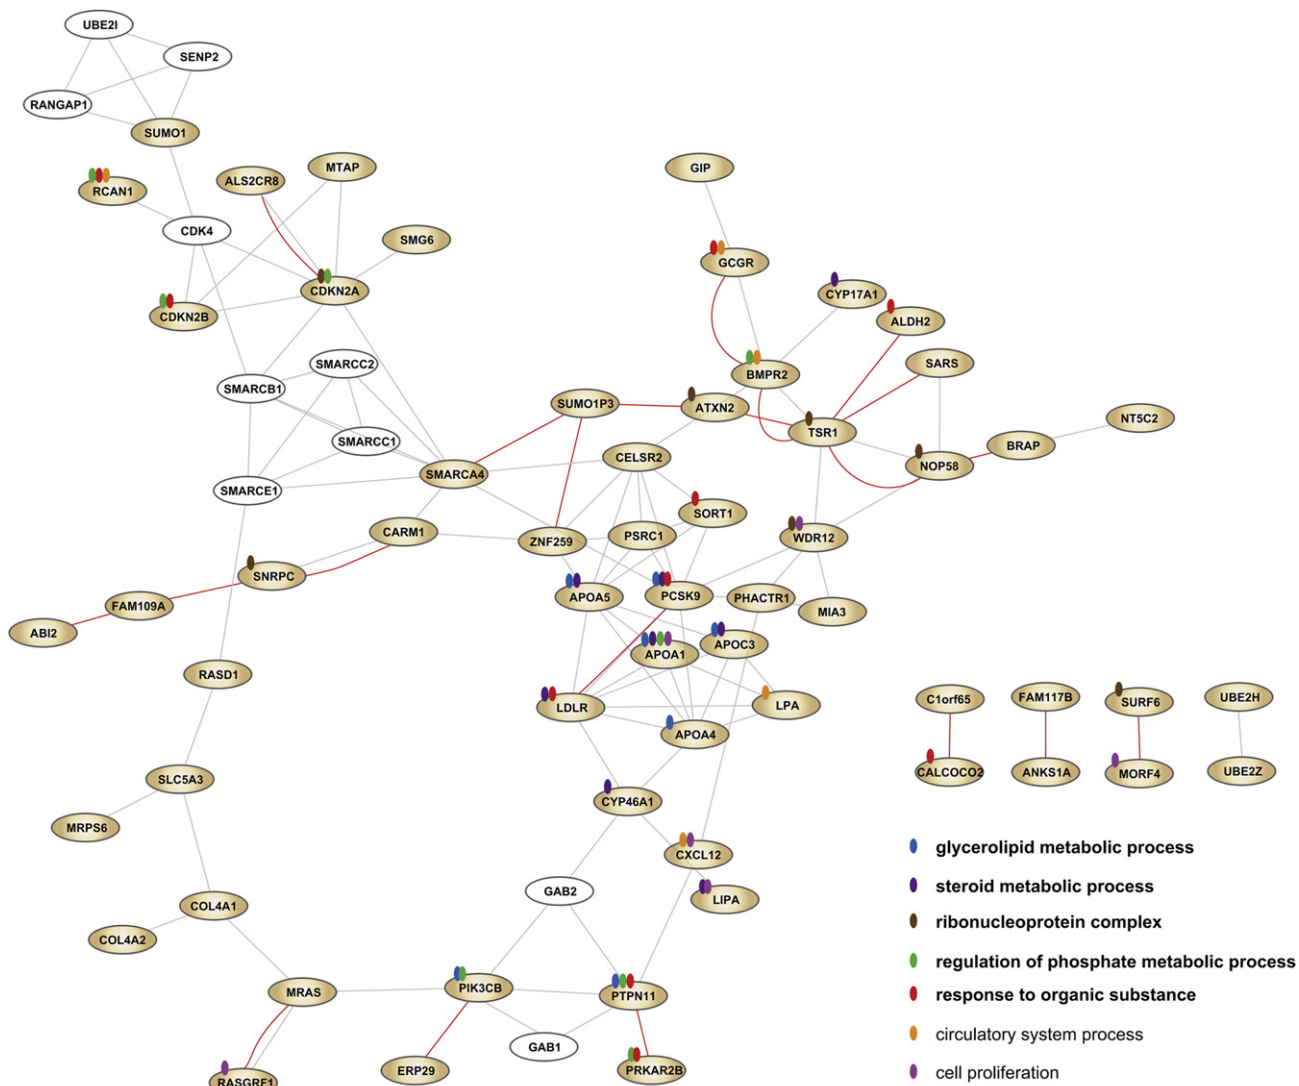 UBE2I
SENP2
RANGAP1
SUMO1
MTAP
GIP
ALS2CR8
RCAN1
CDK4
SMG6
GCGR
CDKN2A
CYP17A1
CDKN2B
ALDH2
SMARCC2
SARS
BMPR2
SMARCB1
SUMO1P3
ATXN2
NT5C2
TSR1
SMARCC1
BRAP
CELSR2
NOP58
SMARCA4
SMARCE1
SORT1
CARM1
PSRC1
WDR12
ZNF259
SNRPC
APOA5
PCSK9
PHACTR1
FAM109A
MIA3
ABI2
APOC3
APOA1
RASD1
C1orf65
FAM117B
SURF6
UBE2H
LDLR
LPA
APOA4
CALCOCO2
ANKS1A
MORF4
UBE2Z
SLC5A3
CYP46A1
MRPS6
glycerolipid metabolic process
CXCL12
steroid metabolic process
GAB2
LIPA
COL4A1
ribonucleoprotein complex
COL4A2
regulation of phosphate metabolic process
PIK3CB
MRAS
PTPN11
response to organic substance
circulatory system process
GAB1
ERP29
PRKAR2B
cell proliferation
RASGRF1